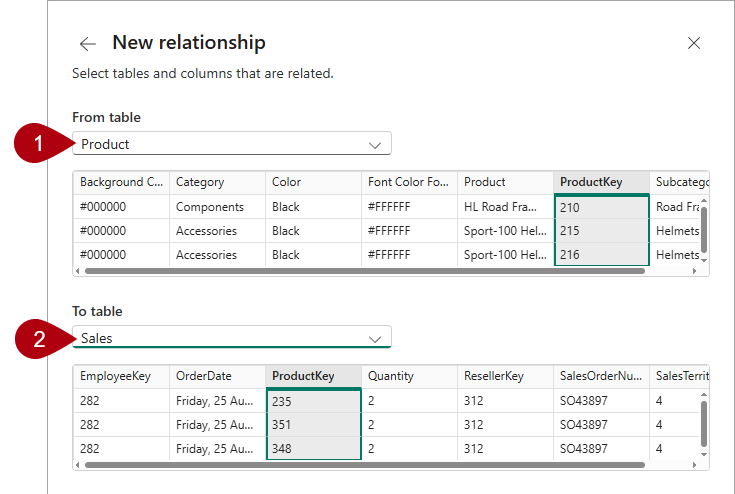 New relationship
Select tables and columns that are related.
From table
1
Product
Background C... Category Color Font Color Fo... Product ProductKey Subcatego
#000000 Components Black #FFFFFF HL Road Fra... 210 Road Fra
#000000 Accessories Black #FFFFFF Sport-100 Hel... 215 Helmets
#000000 Accessories Black #FFFFFF Sport-100 Hel... 216 Helmets
To table
2
Sales
EmployeeKey OrderDate ProductKey Quantity ResellerKey SalesOrderNu... SalesTerrit
282 Friday, 25 Au... 235 2 312 SO43897 4
282 Friday, 25 Au... 351 2 312 SO43897 4
282 Friday, 25 Au... 348 2 312 SO43897 4